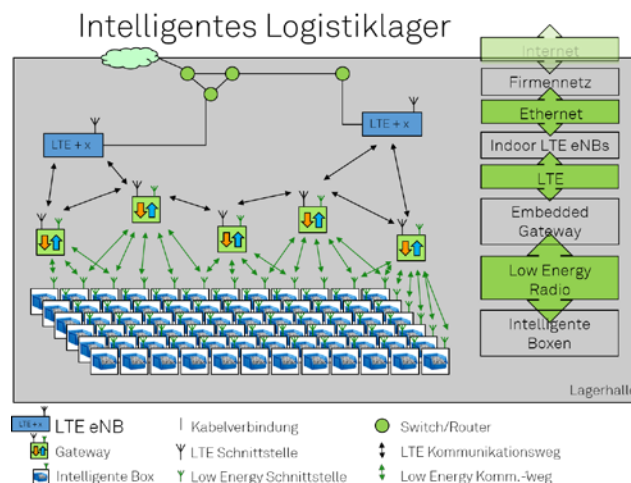 Intelligentes Logistiklager
Internet
Firmennetz
Ethernet
LTE + x
LTE + x
Indoor LTE eNBs
LTE
Embedded
Gateway
Low Energy
Radio
Intelligente
Boxen
Lagerhalle
LTE + x
LTE eNB
Kabelverbindung
Switch/Router
Gateway
LTE Schnittstelle
LTE Kommunikationsweg
Intelligente Box
Low Energy Schnittstelle
Low Energy Komm.-Weg